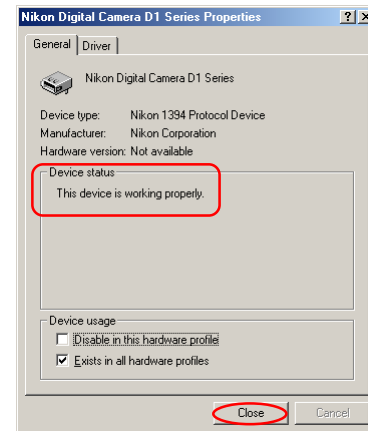 Nikon Digital Camera D1 Series Properties
General Driver
Nikon Digital Camera D1 Series
Device type: Nikon 1394 Protocol Device
Manufacturer: Nikon Corporation
Hardware version: Not available
Device status
This device is working properly.
Device usage
Disable in this hardware profile
Exists in all hardware profiles
Close Cancel